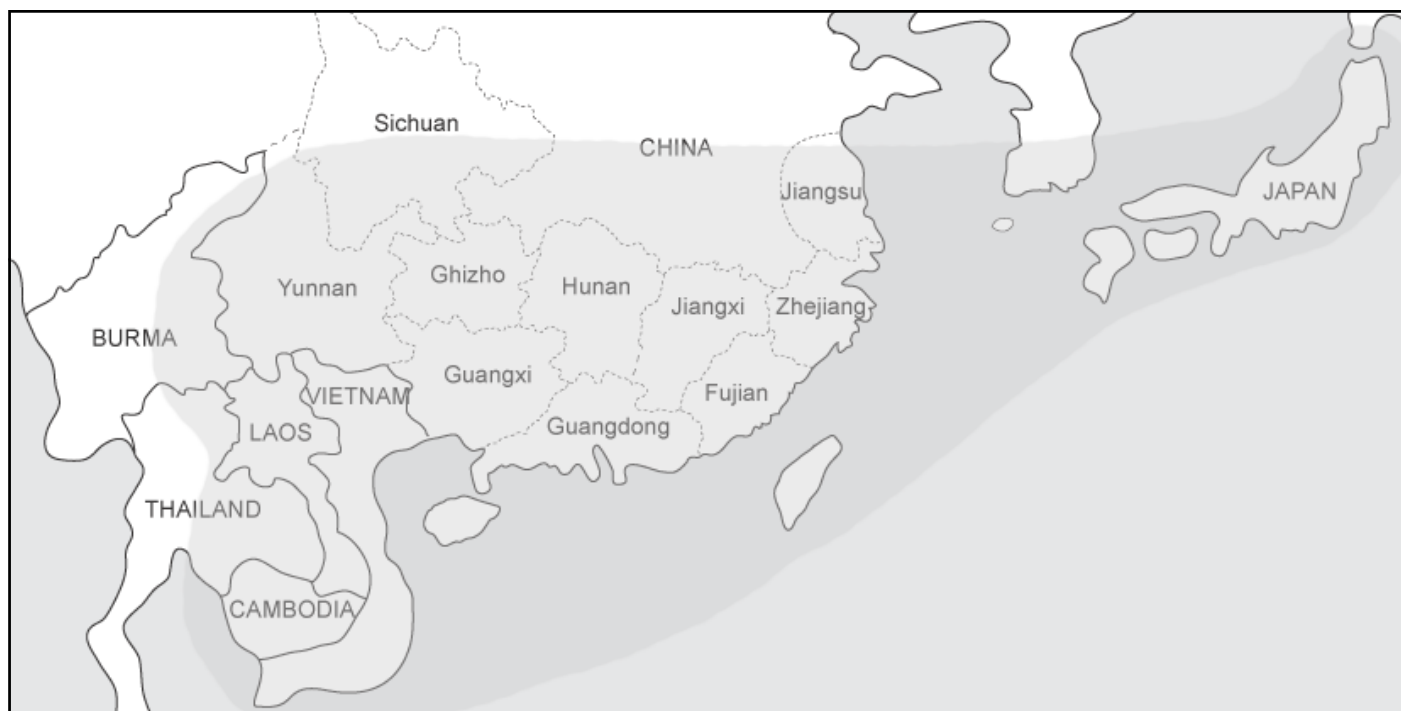 Sichuan
CHINA
Jiangsu
JAPAN
Yunnan
Ghizho
Hunan
Jiangxi
Zhejiang
BURMA
Guangxi
VIETNAM
Fujian
LAOS
Guangdong
THAILAND
CAMBODIA